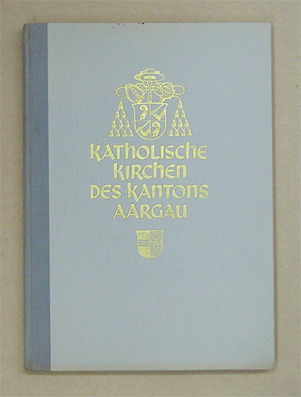 KATHOLISCHE
KIRCHEN
DES KANTONS
AARGAU